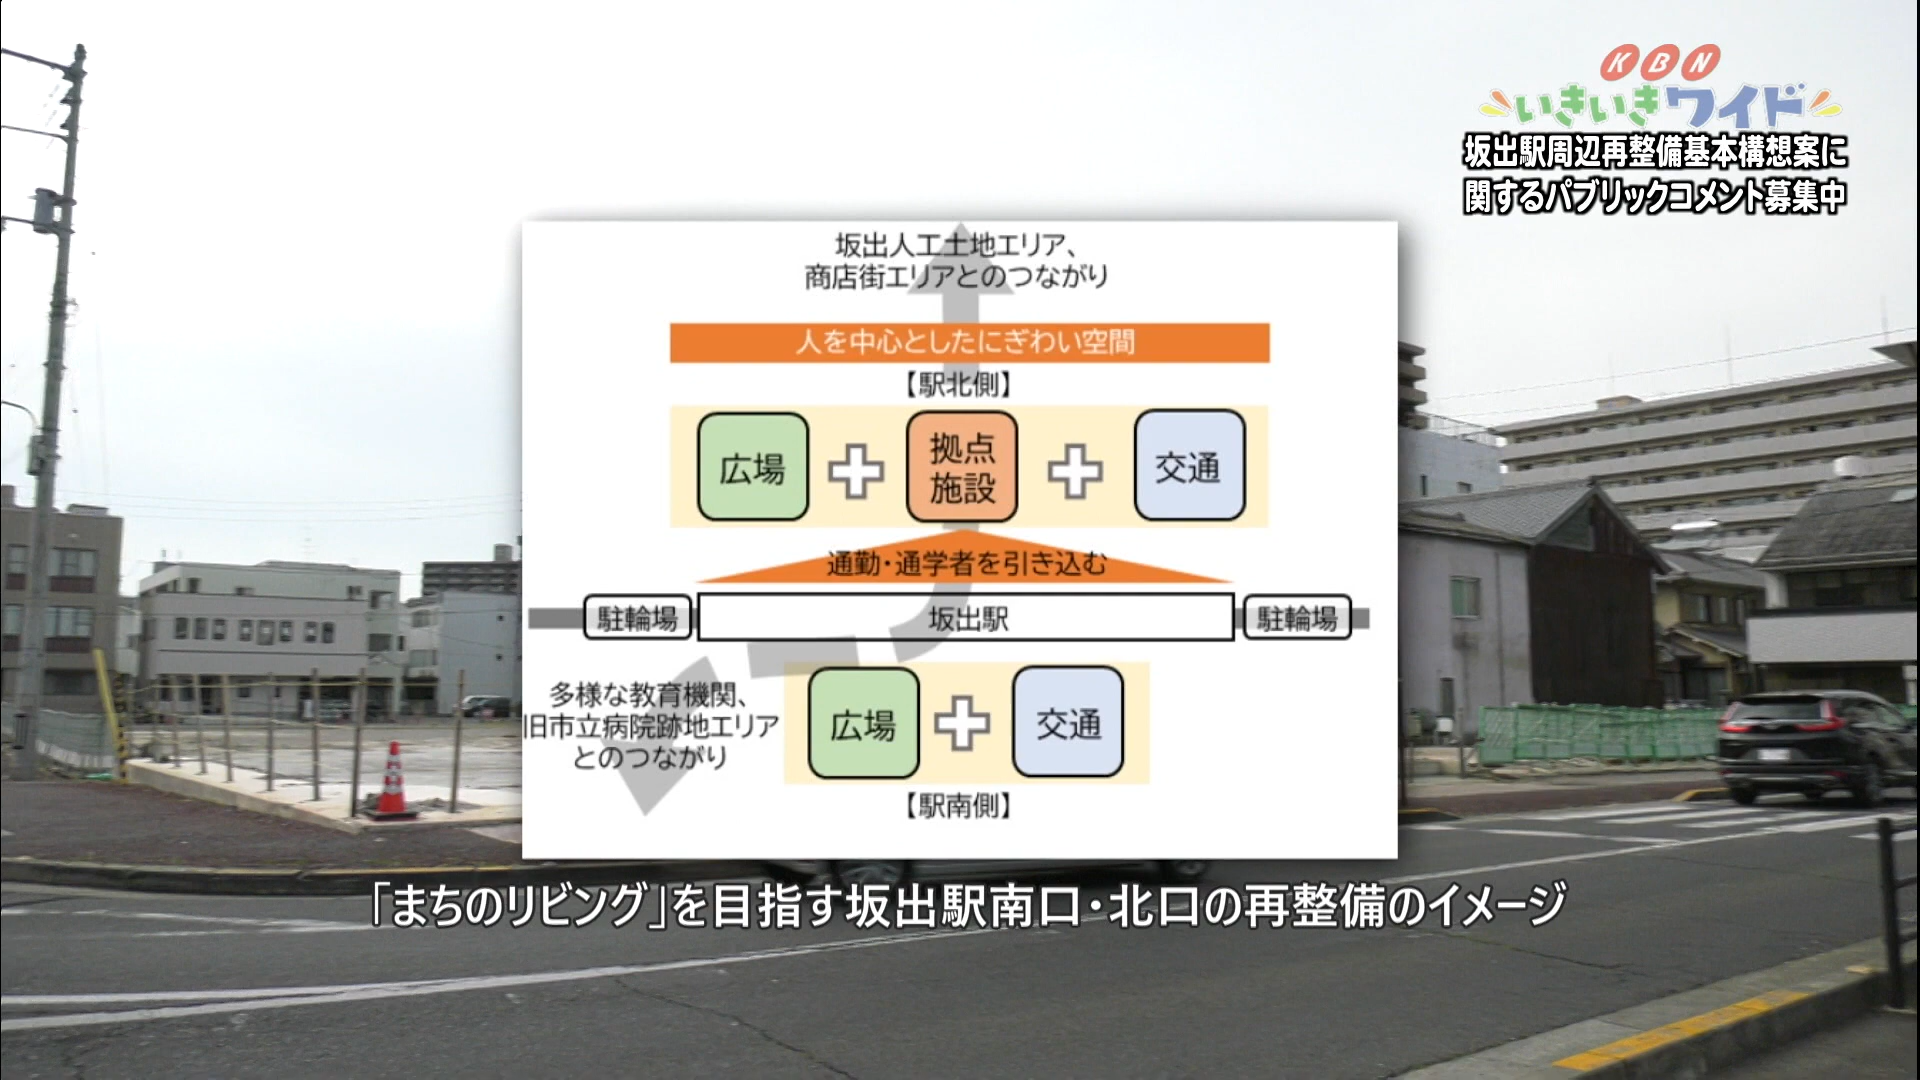 KBN
いきいきワイド
坂出駅周辺再整備基本構想案に
関するパブリックコメント募集中
坂出人工土地エリア、
商店街エリアとのつながり
人を中心としたにぎわい空間
【駅北側】
広場
拠点
施設
交通
通勤・通学者を引き込む
駐輪場
坂出駅
駐輪場
多様な教育機関、
旧市立病院跡地エリア
とのつながり
広場
交通
【駅南側】
「まちのリビング」を目指す坂出駅南口・北口の再整備のイメージ